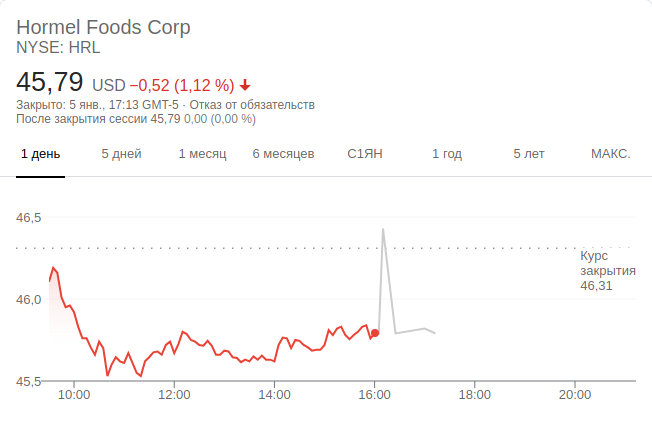 Hormel Foods Corp
NYSE: HRL
45,79 USD −0,52 (1,12 %)
Закрыто: 5 янв., 17:13 GMT-5 · Отказ от обязательств
После закрытия сессии 45,79 0,00 (0,00 %)
1 день 5 дней 1 месяц 6 месяцев С1ЯН 1 год 5 лет МАКС.
46,5
Курс
закрытия
46,31
46,0
45,5
10:00 12:00 14:00 16:00 18:00 20:00